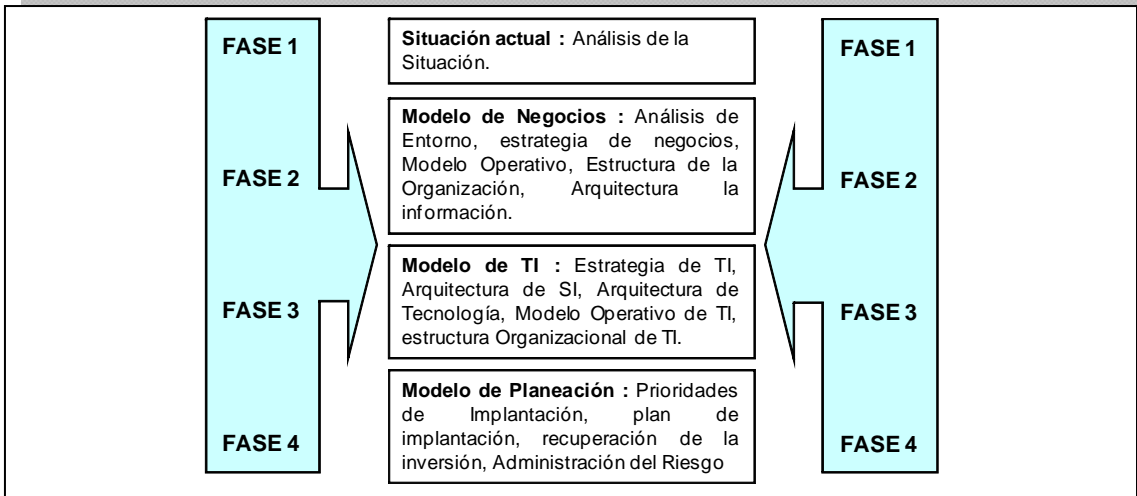 FASE 1
FASE 2
FASE 3
FASE 4
Situación actual : Análisis de la
Situación.
Modelo de Negocios : Análisis de
Entorno, estrategia de negocios,
Modelo Operativo, Estructura de la
Organización, Arquitectura la
información.
Modelo de TI : Estrategia de TI,
Arquitectura de SI, Arquitectura de
Tecnología, Modelo Operativo de TI,
estructura Organizacional de TI.
Modelo de Planeación : Prioridades
de Implantación, plan de
implantación, recuperación de la
inversión, Administración del Riesgo
FASE 1
FASE 2
FASE 3
FASE 4